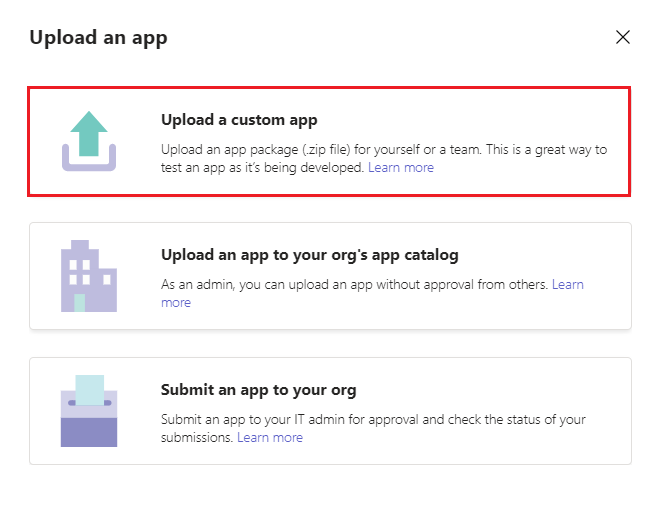 Upload an app
Upload a custom app
Upload an app package (.zip file) for yourself or a team. This is a great way to
test an app as it’s being developed. Learn more
Upload an app to your org's app catalog
As an admin, you can upload an app without approval from others. Learn
more
Submit an app to your org
Submit an app to your IT admin for approval and check the status of your
submissions. Learn more